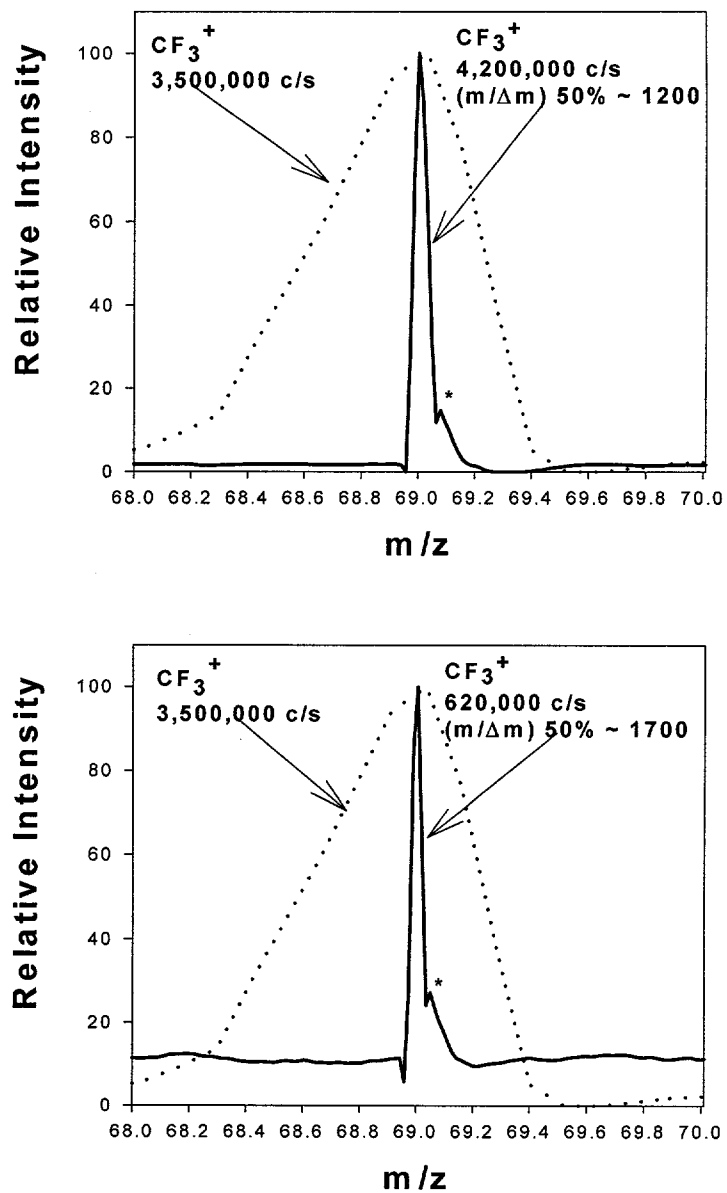 CF3+
3,500,000 c/s
CF3+
4,200,000 c/s
(m/Δm) 50% ~ 1200
*
Relative Intensity
100
80
60
40
20
0
68.0 68.2 68.4 68.6 68.8 69.0 69.2 69.4 69.6 69.8 70.0
m/z
CF3+
3,500,000 c/s
CF3+
620,000 c/s
(m/Δm) 50% ~ 1700
*
Relative Intensity
100
80
60
40
20
0
68.0 68.2 68.4 68.6 68.8 69.0 69.2 69.4 69.6 69.8 70.0
m/z